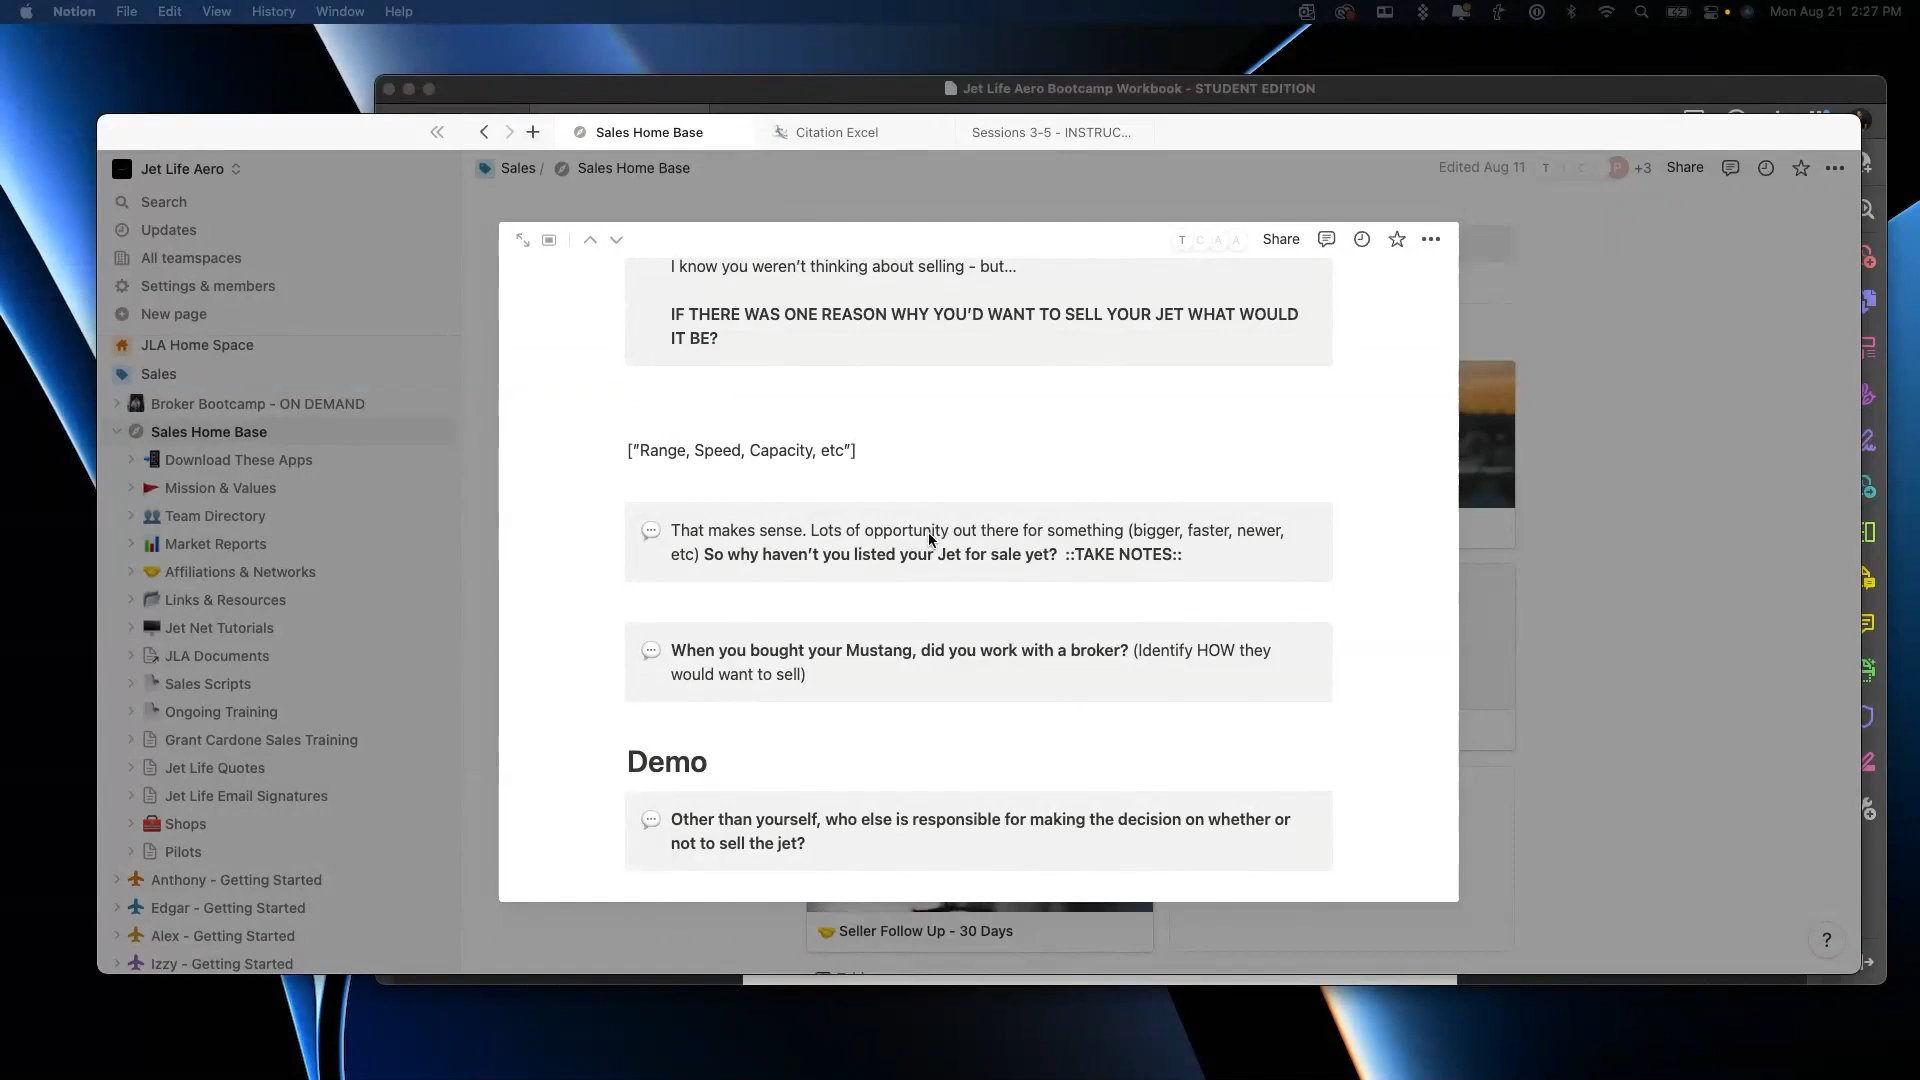 Notion File Edit View History Window Help Mon Aug 21 2:27 PM
Jet Life Aero Bootcamp Workbook - STUDENT EDITION
Sales Home Base Citation Excel Sessions 3-5 - INSTRUC...
Jet Life Aero
Sales / Sales Home Base Edited Aug 11 T I C P +3 Share
Search
Updates
All teamspaces
Settings & members
New page
JLA Home Space
Sales
Broker Bootcamp - ON DEMAND
Sales Home Base
Download These Apps
Mission & Values
Team Directory
Market Reports
Affiliations & Networks
Links & Resources
Jet Net Tutorials
JLA Documents
Sales Scripts
Ongoing Training
Grant Cardone Sales Training
Jet Life Quotes
Jet Life Email Signatures
Shops
Pilots
Anthony - Getting Started
Edgar - Getting Started
Alex - Getting Started
Izzy - Getting Started
T C A A Share
I know you weren’t thinking about selling - but...
IF THERE WAS ONE REASON WHY YOU’D WANT TO SELL YOUR JET WHAT WOULD
IT BE?
[”Range, Speed, Capacity, etc”]
That makes sense. Lots of opportunity out there for something (bigger, faster, newer,
etc) So why haven’t you listed your Jet for sale yet? ::TAKE NOTES::
When you bought your Mustang, did you work with a broker? (Identify HOW they
would want to sell)
Demo
Other than yourself, who else is responsible for making the decision on whether or
not to sell the jet?
Seller Follow Up - 30 Days
?